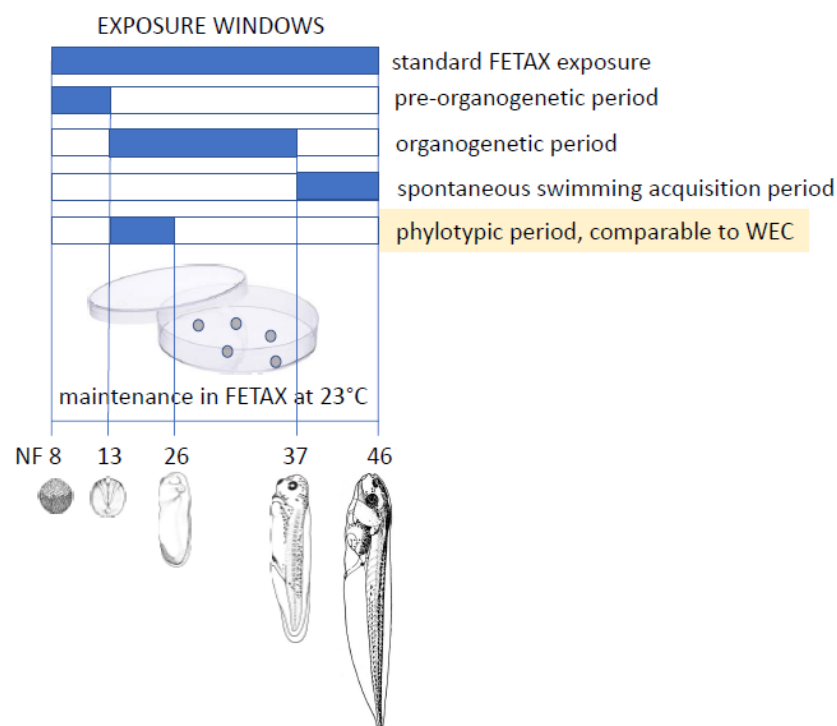 EXPOSURE WINDOWS
standard FETAX exposure
pre-organogenetic period
organogenetic period
spontaneous swimming acquisition period
phylotypic period, comparable to WEC
maintenance in FETAX at 23°C
NF 8 13 26 37 46